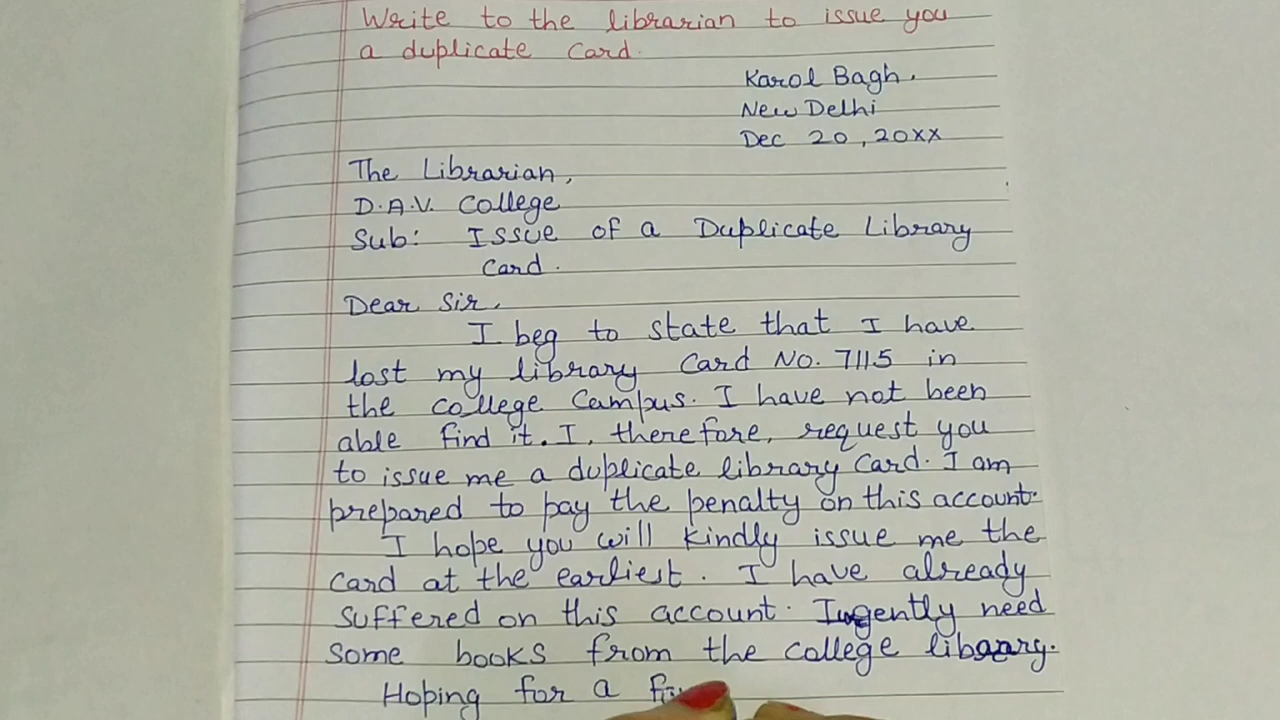 Write to the librarian to issue you
a duplicate card.
Karol Bagh.
New Delhi
Dec 20, 20xx
The Librarian,
D.A.V. College
Sub: Issue of a Duplicate Library
Card.
Dear Sir,
I beg to state that I have
lost my library Card No. 7115 in
the college Campus. I have not been
able find it. I, therefore, request you
to issue me a duplicate library Card. I am
prepared to pay the penalty on this account.
I hope you will kindly issue me the
card at the earliest. I have already
suffered on this account. I urgently need
some books from the college library.
Hoping for a